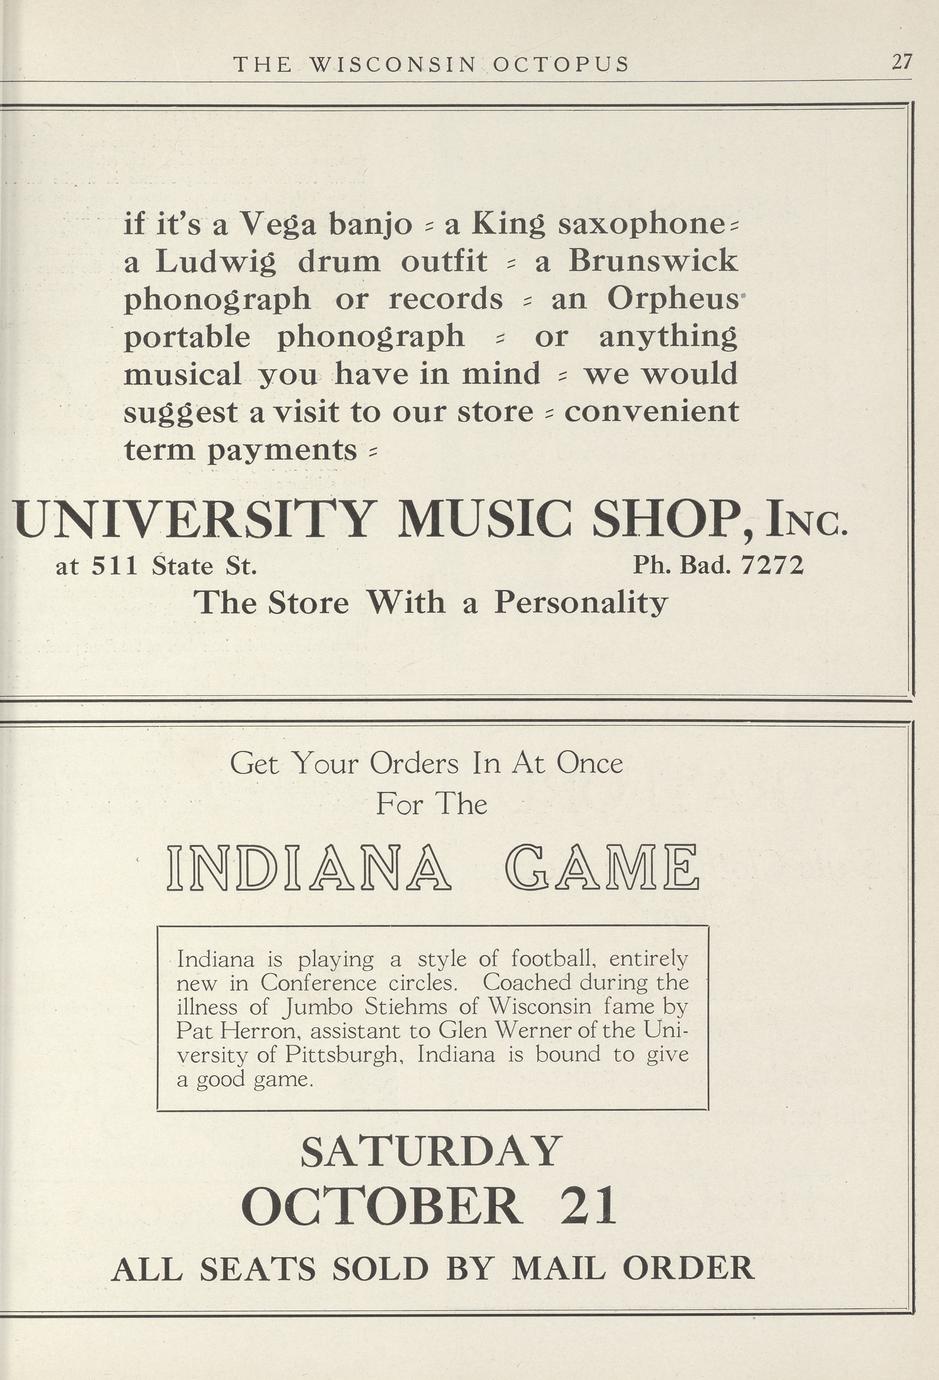 THE WISCONSIN OCTOPUS 27
if it's a Vega banjo = a King saxophone =
a Ludwig drum outfit = a Brunswick
phonograph or records = an Orpheus
portable phonograph = or anything
musical you have in mind = we would
suggest a visit to our store = convenient
term payments =
UNIVERSITY MUSIC SHOP, INC.
at 511 State St. Ph. Bad. 7272
The Store With a Personality
Get Your Orders In At Once
For The
INDIANA GAME
Indiana is playing a style of football, entirely
new in Conference circles. Coached during the
illness of Jumbo Stiehms of Wisconsin fame by
Pat Herron, assistant to Glen Werner of the Uni-
versity of Pittsburgh, Indiana is bound to give
a good game.
SATURDAY
OCTOBER 21
ALL SEATS SOLD BY MAIL ORDER